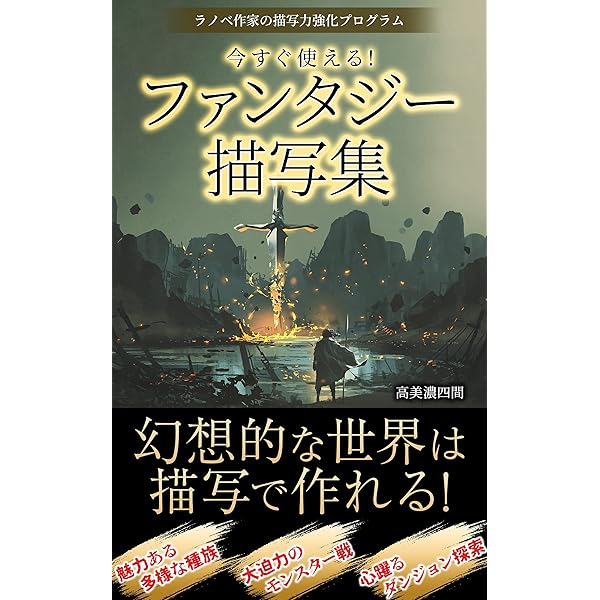 ラノベ作家の描写力強化プログラム
今すぐ使える!
ファンタジー
描写集
高美濃四間
幻想的な世界は
描写で作れる!
魅力ある
多様な種族
大迫力の
モンスター戦
心躍る
ダンジョン探索